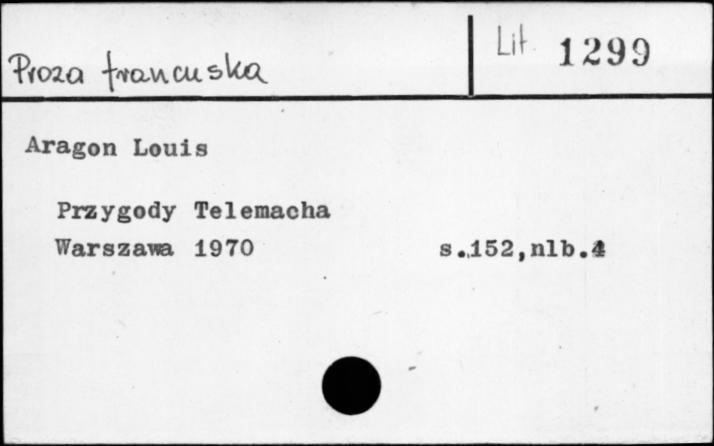 Proza francuska
Lit 1299
Aragon Louis
Przygody Telemacha
Warszawa 1970 s.152,nlb.4